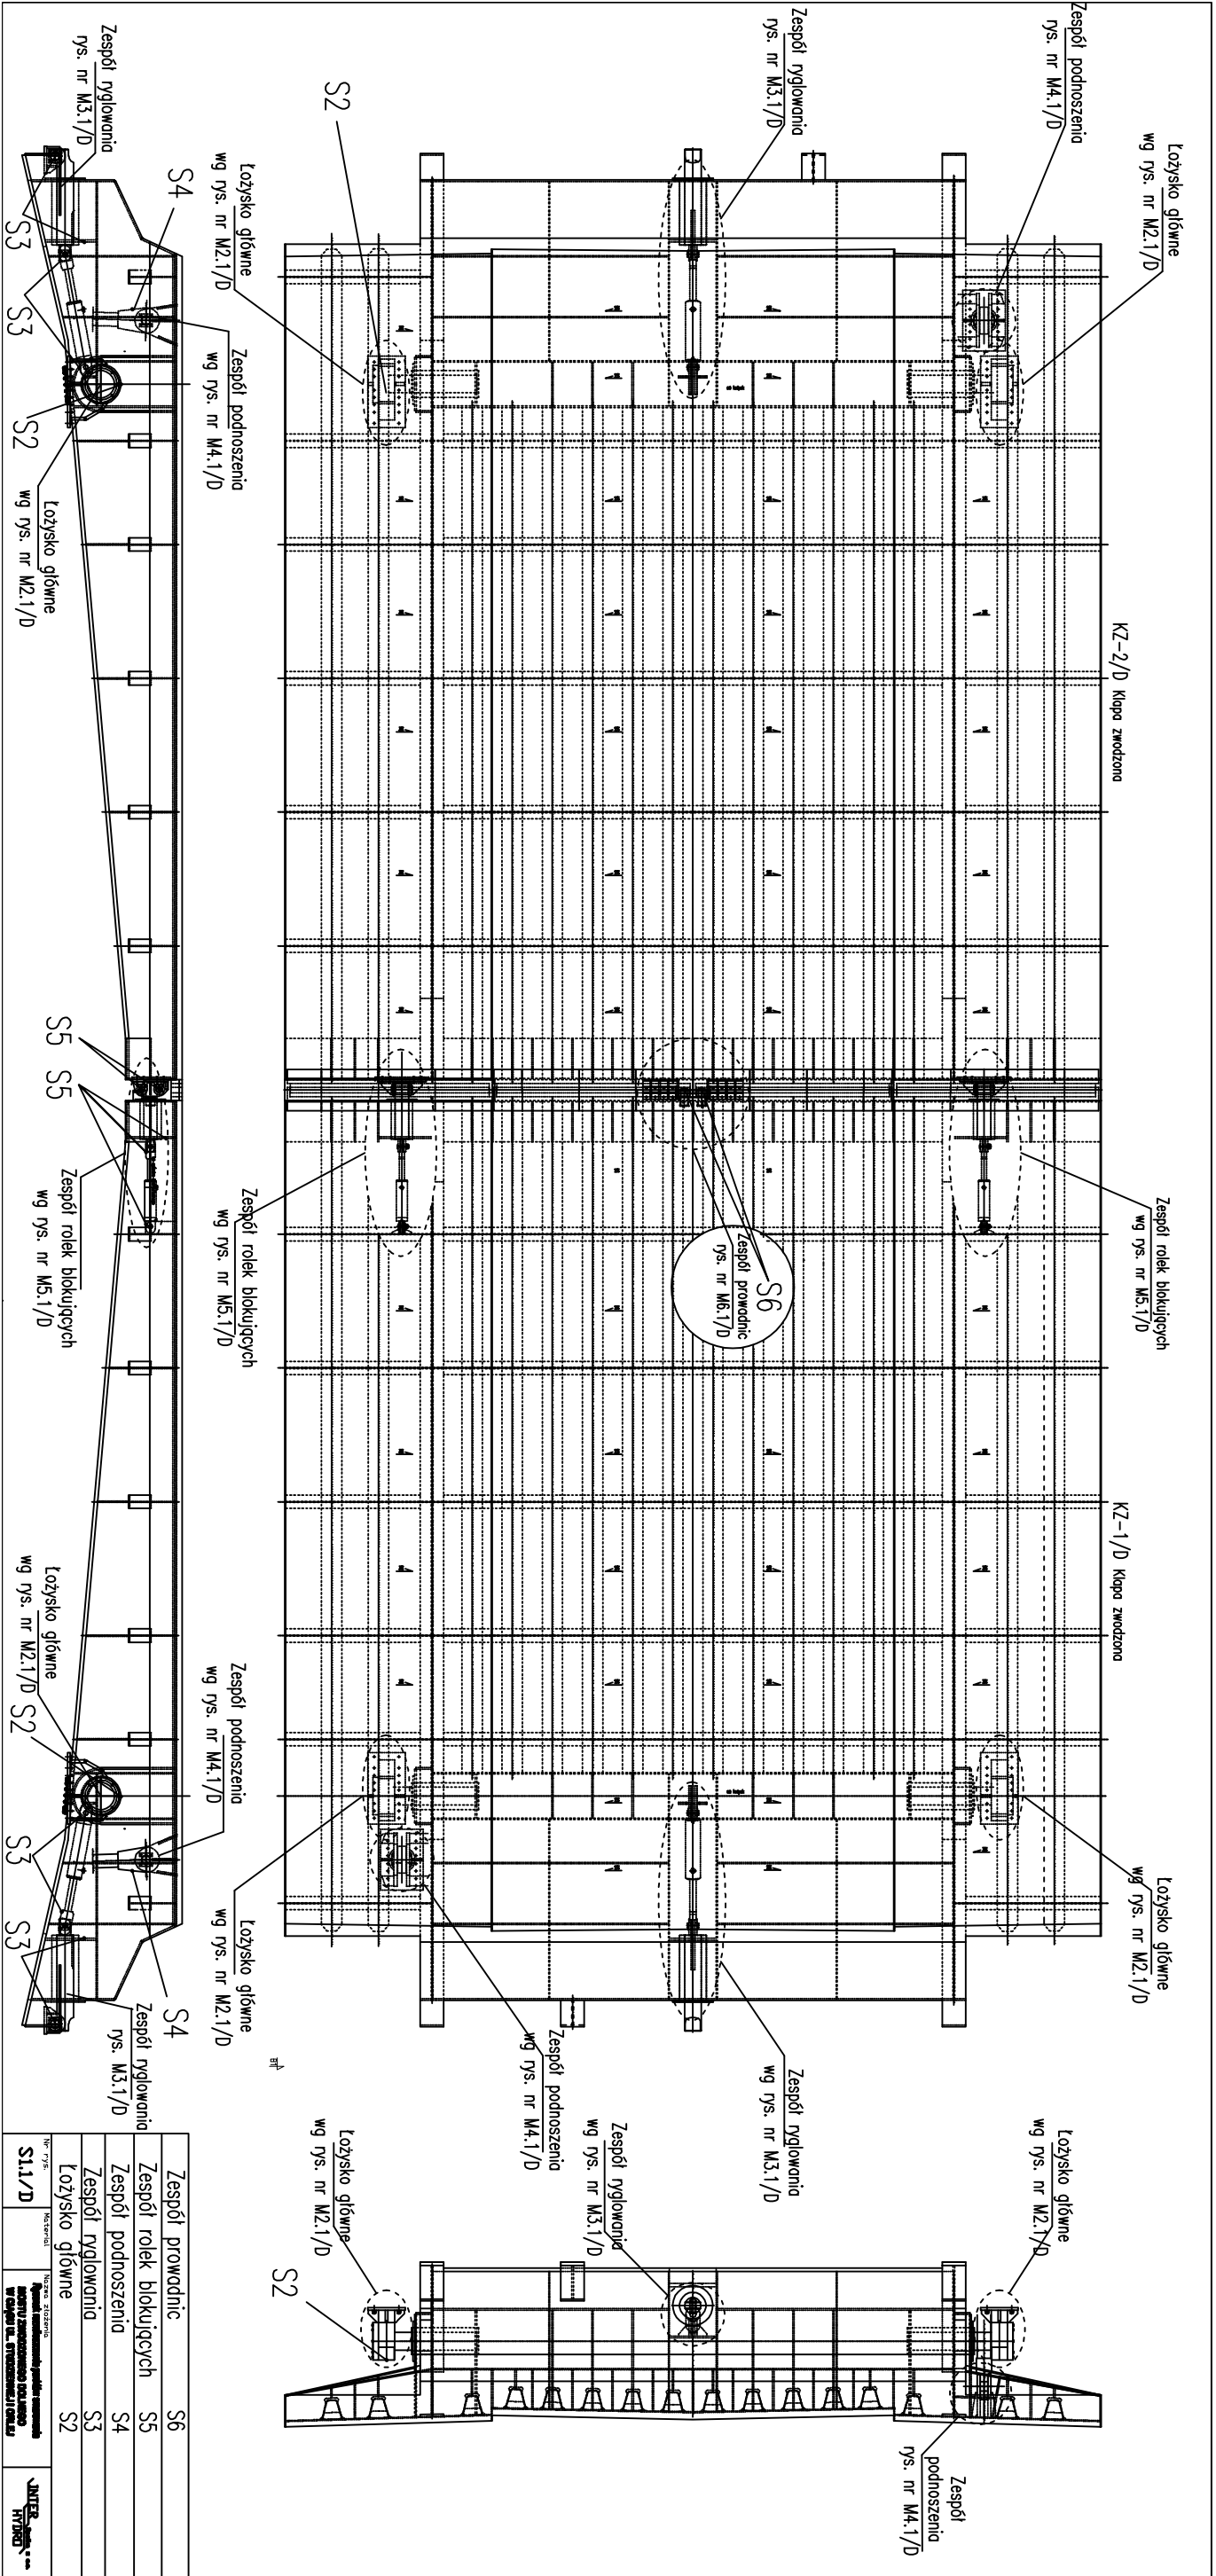 Łożysko główne
wg rys. nr M2.1/D
Zespół podnoszenia
rys. nr M4.1/D
Zespół ryglowania
rys. nr M3.1/D
S2
Łożysko główne
wg rys. nr M2.1/D
KZ-2/D Klapa zwodzona
KZ-1/D Klapa zwodzona
Zespół rolek blokujących
wg rys. nr M5.1/D
S6
Zespół prowadnic
rys. nr M6.1/D
Zespół rolek blokujących
wg rys. nr M5.1/D
Łożysko główne
wg rys. nr M2.1/D
Zespół ryglowania
wg rys. nr M3.1/D
Zespół podnoszenia
wg rys. nr M4.1/D
Łożysko główne
wg rys. nr M2.1/D
Łożysko główne
wg rys. nr M2.1/D
Zespół ryglowania
wg rys. nr M3.1/D
Łożysko główne
wg rys. nr M2.1/D
S2
Zespół
podnoszenia
rys. nr M4.1/D
Zespół ryglowania
rys. nr M3.1/D
S4
Zespół podnoszenia
wg rys. nr M4.1/D
S3
S3
S2
Łożysko główne
wg rys. nr M2.1/D
S5
S5
Zespół rolek blokujących
wg rys. nr M5.1/D
Łożysko główne
wg rys. nr M2.1/D
Zespół podnoszenia
wg rys. nr M4.1/D
S2
S3
S3
S4
Zespół ryglowania
rys. M3.1/D
Zespół prowadnic S6
Zespół rolek blokujących S5
Zespół podnoszenia S4
Zespół ryglowania S3
Łożysko główne S2
Nr rys.
S1.1/D
Materiał
Nazwa złożenia
MOSTU ZWODZONEGO DOLNEGO
INTER
HYDRO